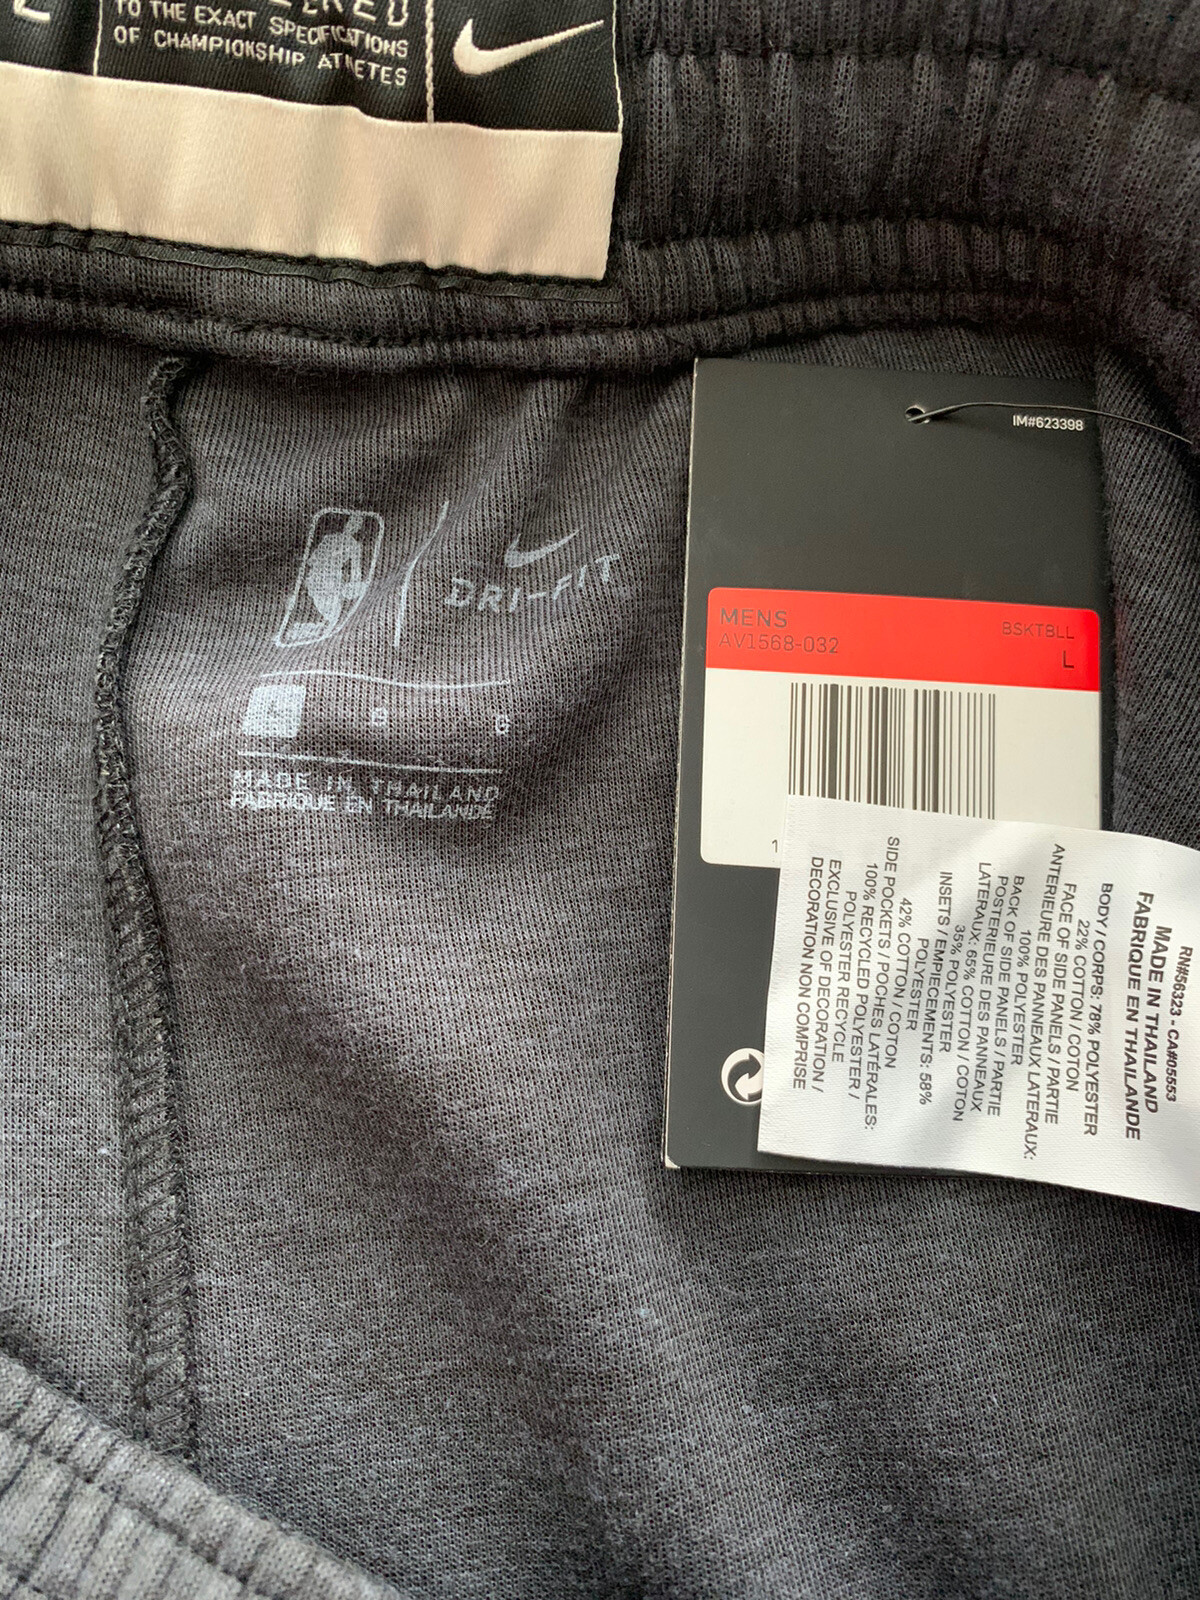 L
TO THE EXACT SPECIFICATIONS
OF CHAMPIONSHIP ATHLETES
IM#623398
DRI-FIT
MADE IN THAILAND
FABRIQUE EN THAILANDE
MENS
BSKTBLL
AV1568-032
L
RN#56323 - CA#05553
MADE IN THAILAND
FABRIQUE EN THAILANDE
BODY / CORPS: 78% POLYESTER
22% COTTON / COTON
FACE OF SIDE PANELS / PARTIE
ANTERIEURE DES PANNEAUX LATERAUX:
100% POLYESTER
BACK OF SIDE PANELS / PARTIE
POSTERIEURE DES PANNEAUX
LATERAUX: 65% COTTON / COTON
35% POLYESTER
INSETS / EMPIECEMENTS: 58%
POLYESTER
42% COTTON / COTON
SIDE POCKETS / POCHES LATÉRALES:
100% RECYCLED POLYESTER /
POLYESTER RECYCLE
EXCLUSIVE OF DECORATION /
DECORATION NON COMPRISE